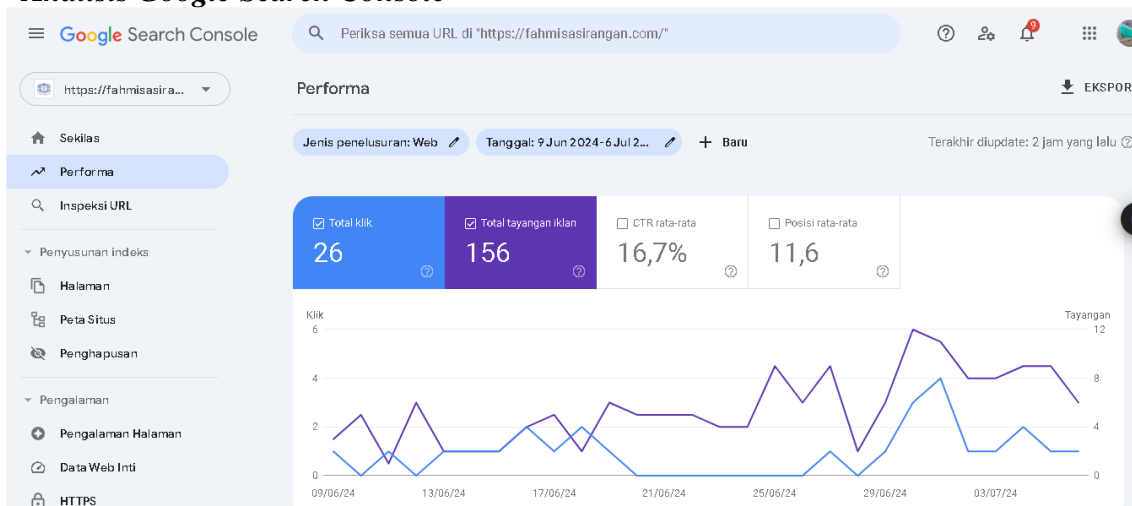 Analisis Google Search Console
Google Search Console
Periksa semua URL di "https://fahmisasirangan.com/"
9
https://fahmisasira...
Performa
EKSPOR
Sekilas
Performa
Inspeksi URL
Jenis penelusuran: Web
Tanggal: 9 Jun 2024-6 Jul 2...
+ Baru
Terakhir diupdate: 2 jam yang lalu
Penyusunan indeks
Halaman
Peta Situs
Penghapusan
Pengalaman
Pengalaman Halaman
Data Web Inti
HTTPS
Total klik
26
Total tayangan iklan
156
CTR rata-rata
16,7%
Posisi rata-rata
11,6
Klik
Tayangan
6
12
4
8
2
4
0
0
09/06/24
13/06/24
17/06/24
21/06/24
25/06/24
29/06/24
03/07/24